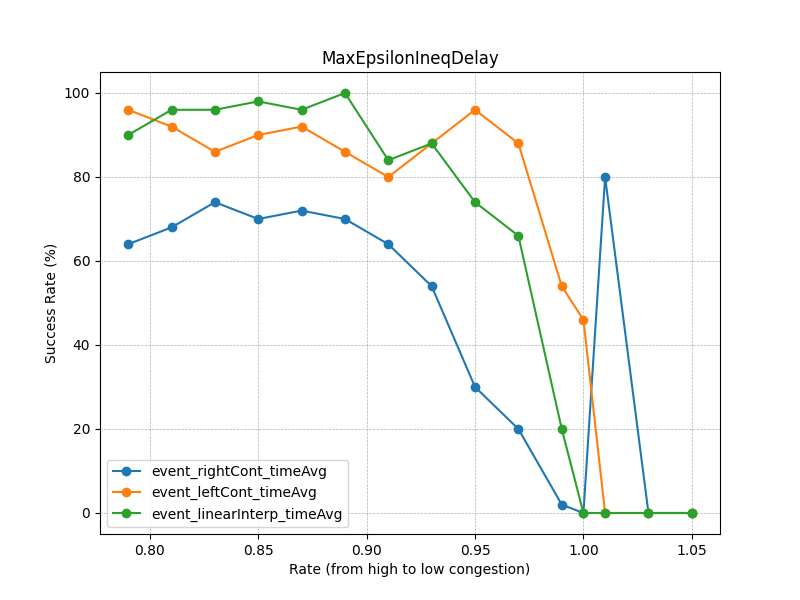 MaxEpsilonIneqDelay
100
80
60
40
20
0
Success Rate (%)
event_rightCont_timeAvg
event_leftCont_timeAvg
event_linearInterp_timeAvg
0.80
0.85
0.90
0.95
1.00
1.05
Rate (from high to low congestion)